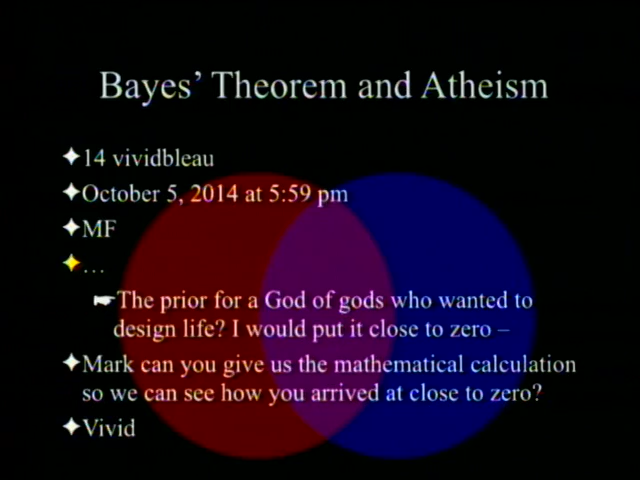 Bayes’ Theorem and Atheism
14 vividbleau
October 5, 2014 at 5:59 pm
MF
…
The prior for a God of gods who wanted to
design life? I would put it close to zero –
Mark can you give us the mathematical calculation
so we can see how you arrived at close to zero?
Vivid